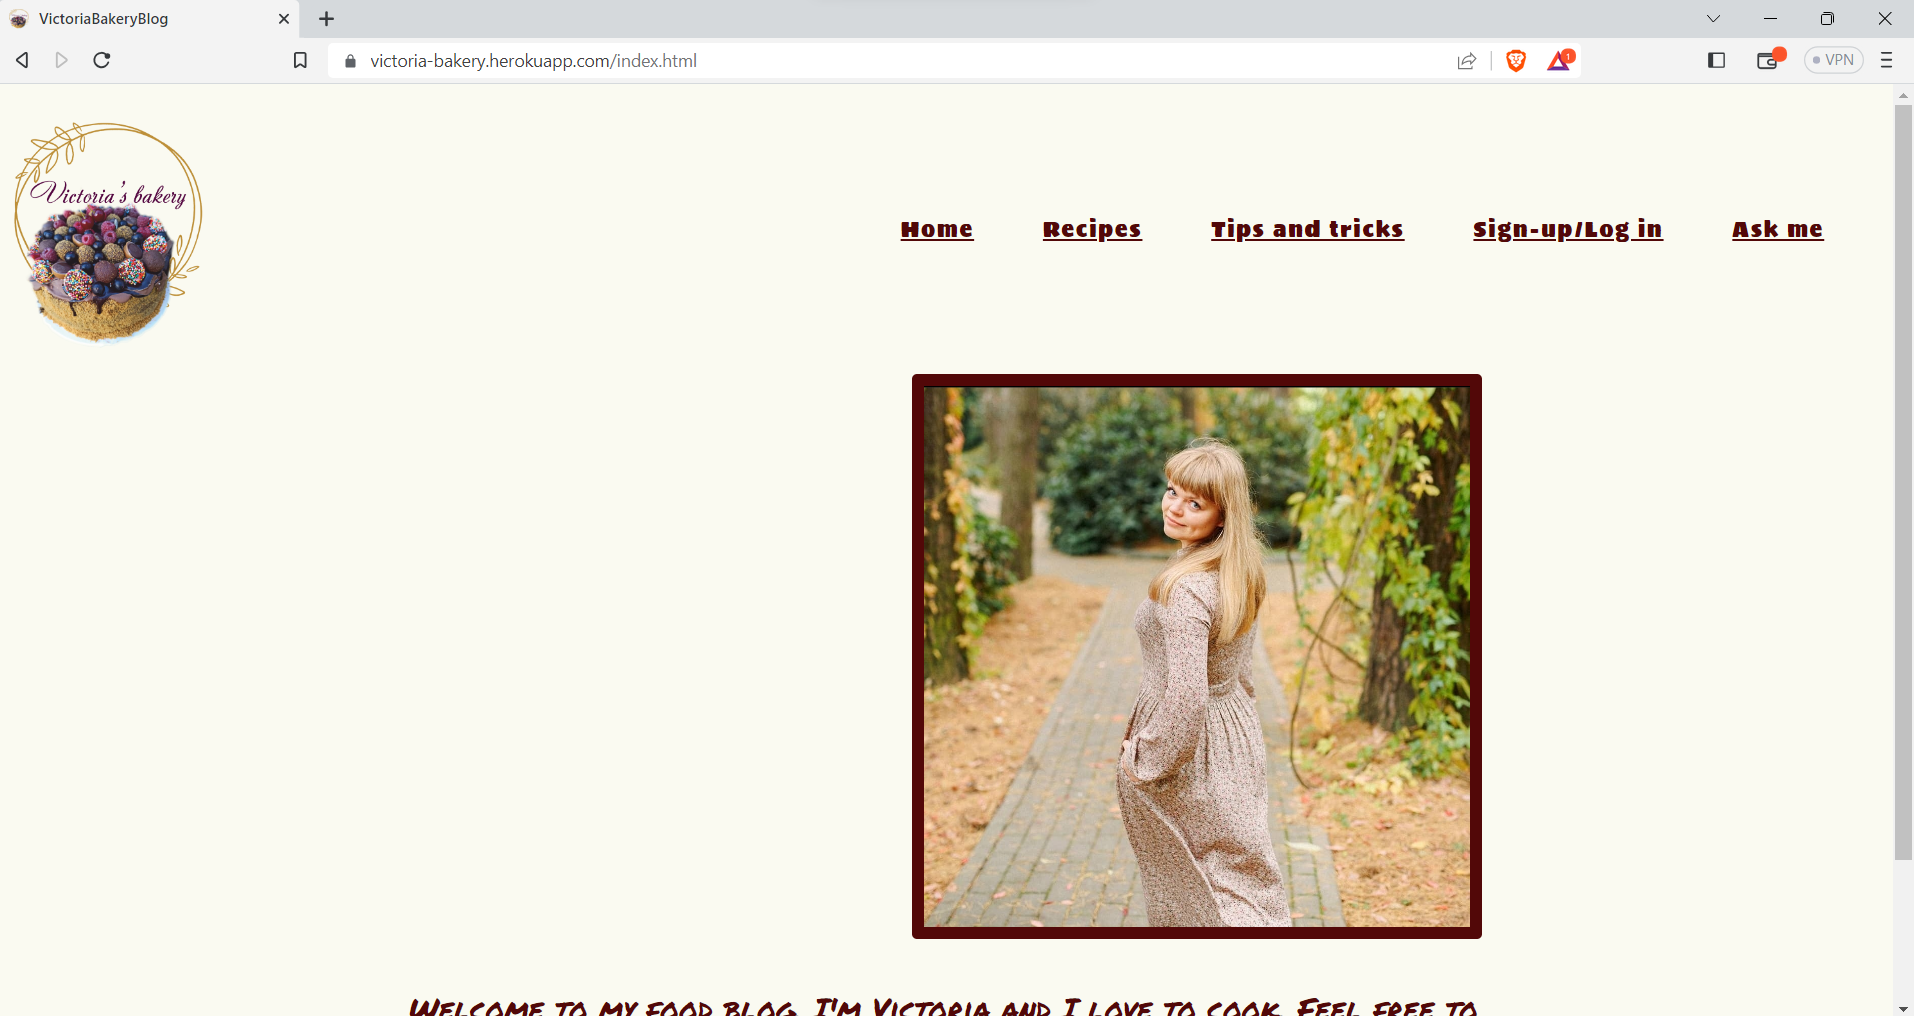 VictoriaBakeryBlog
victoria-bakery.herokuapp.com/index.html
1
VPN
Victoria's bakery
Home Recipes Tips and tricks Sign-up/Log in Ask me
Welcome to my food blog. I'm Victoria and I love to cook. Feel free to